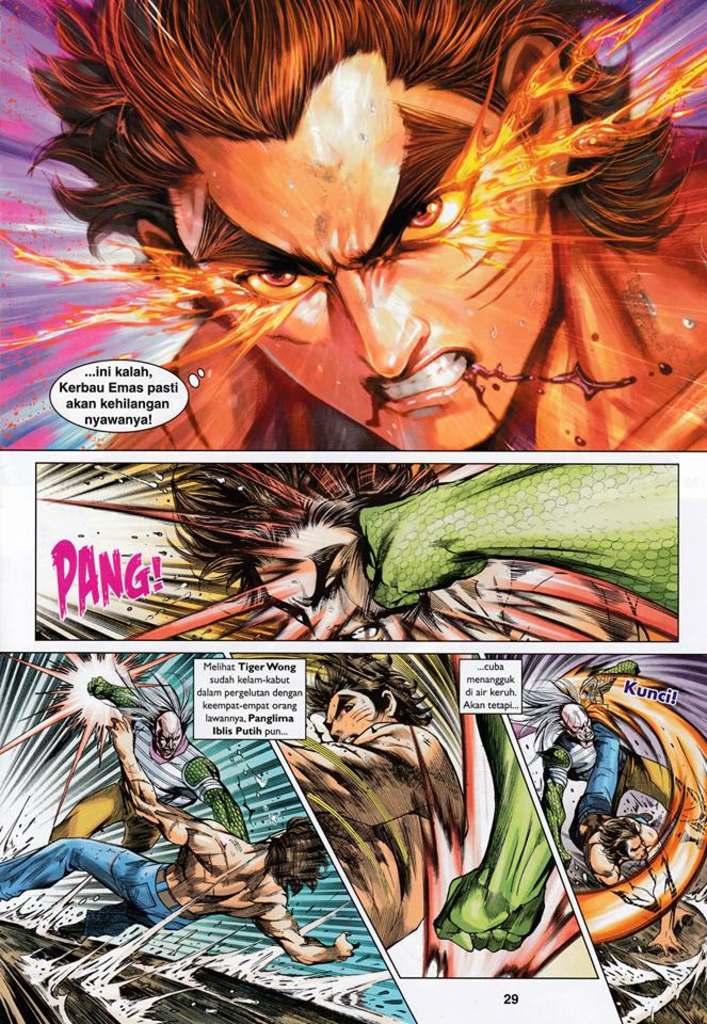 ...ini kalah,
Kerbau Emas pasti
akan kehilangan
nyawanya!
PANG!
Melihat Tiger Wong
sudah kelam-kabut
dalam pergelutan dengan
keempat-empat orang
lawannya, Panglima
Iblis Putih pun...
...cuba
menangguk
di air keruh.
Akan tetapi...
Kunci!
29